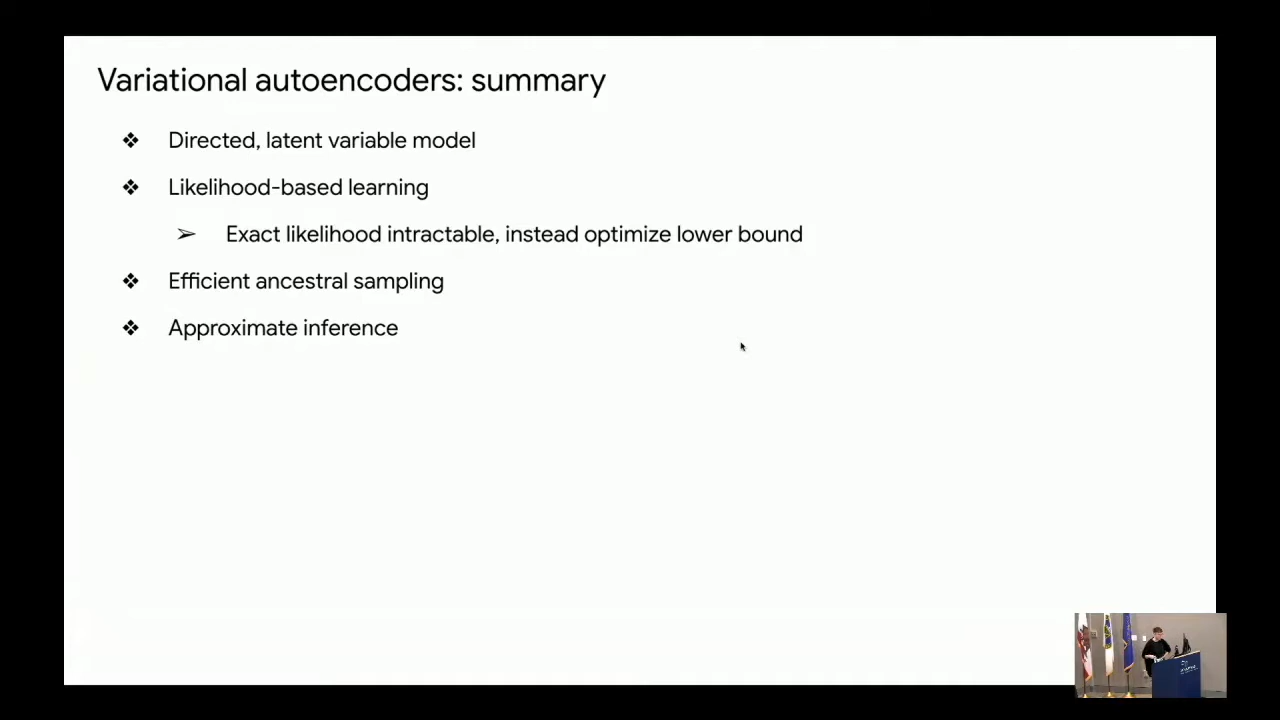 Variational autoencoders: summary
❖ Directed, latent variable model
❖ Likelihood-based learning
➢ Exact likelihood intractable, instead optimize lower bound
❖ Efficient ancestral sampling
❖ Approximate inference